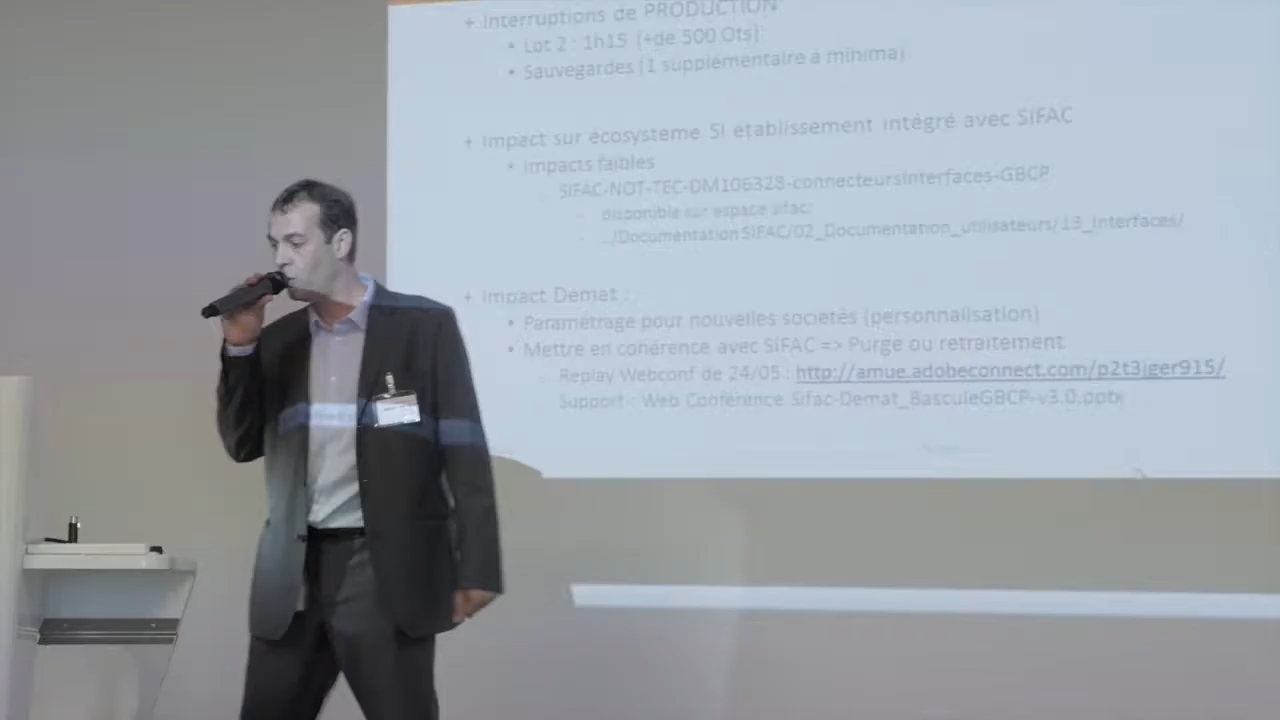 + Interruptions de PRODUCTION
• Lot 2 : 1h15 (+de 500 Ots)
• Sauvegardes (1 supplémentaire à minima)
+ Impact sur écosystème SI établissement intégré avec SIFAC
• Impacts faibles
SIFAC-NOT-TEC-DM106328-connecteursInterfaces-GBCP
disponible sur espace sifac:
../Documentation SIFAC/02_Documentation_utilisateurs/13_Interfaces/
+ Impact Demat :
• Paramétrage pour nouvelles sociétés (personnalisation)
• Mettre en cohérence avec SIFAC => Purge ou retraitement
Replay Webconf de 24/05 : http://amue.adobeconnect.com/p2t3jger915/
Support : Web Conférence Sifac-Demat_BasculeGBCP-v3.0.pptx